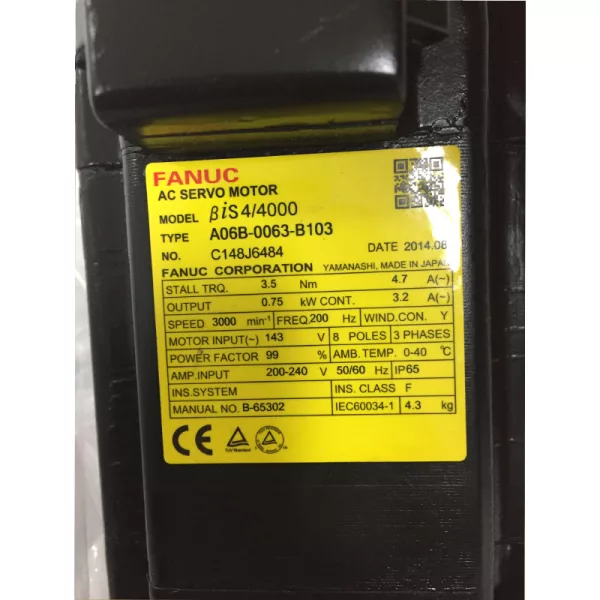 FANUC
AC SERVO MOTOR
MODEL βiS 4/4000
TYPE A06B-0063-B103
NO. C148J6484 DATE 2014.08
FANUC CORPORATION YAMANASHI, MADE IN JAPAN
STALL TRQ. 3.5 Nm 4.7 A(~)
OUTPUT 0.75 kW CONT. 3.2 A(~)
SPEED 3000 min⁻¹ FREQ. 200 Hz WIND.CON. Y
MOTOR INPUT(~) 143 V 8 POLES 3 PHASES
POWER FACTOR 99 % AMB.TEMP. 0-40 ℃
AMP.INPUT 200-240 V 50/60 Hz IP65
INS.SYSTEM INS. CLASS F
MANUAL NO. B-65302 IEC60034-1 4.3 kg
CE